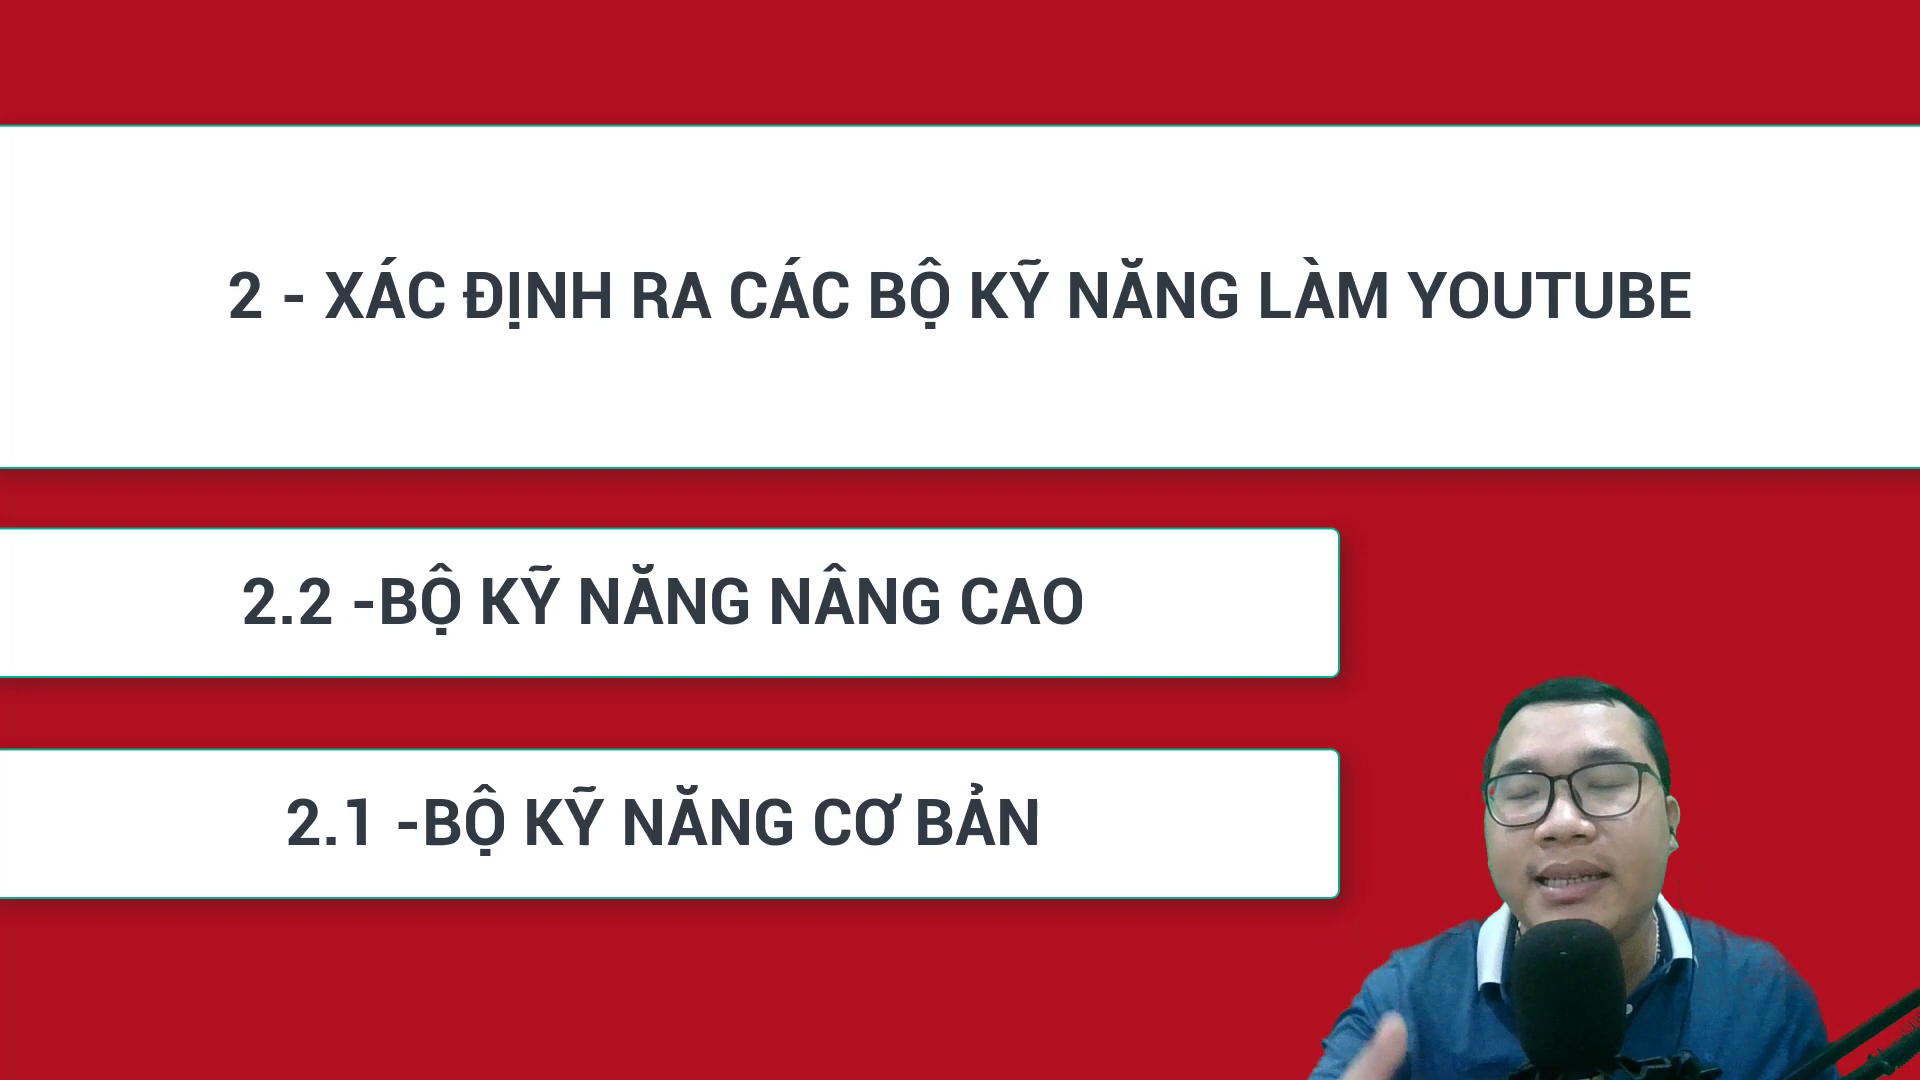 2 - XÁC ĐỊNH RA CÁC BỘ KỸ NĂNG LÀM YOUTUBE
2.2 -BỘ KỸ NĂNG NÂNG CAO
2.1 -BỘ KỸ NĂNG CƠ BẢN